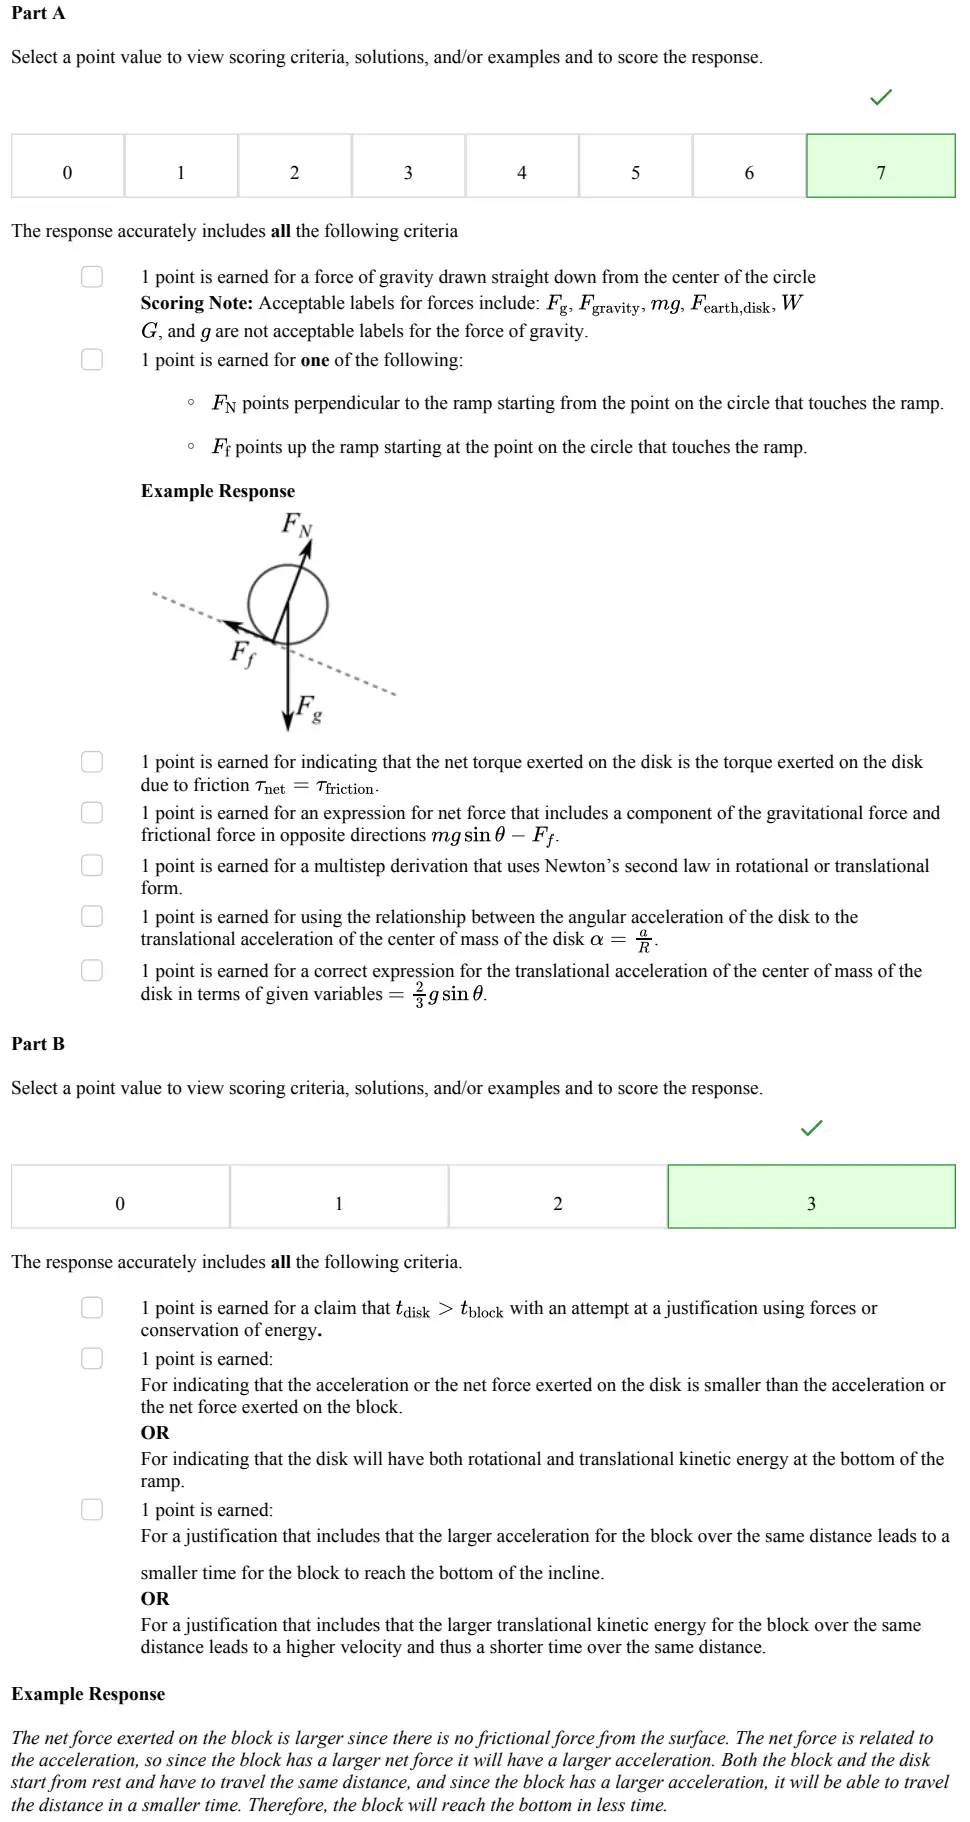 Part A
Select a point value to view scoring criteria, solutions, and/or examples and to score the response.
0 1 2 3 4 5 6 7
The response accurately includes all the following criteria
1 point is earned for a force of gravity drawn straight down from the center of the circle
Scoring Note: Acceptable labels for forces include: F_g, F_gravity, mg, F_earth,disk, W
G, and g are not acceptable labels for the force of gravity.
1 point is earned for one of the following:
◦ F_N points perpendicular to the ramp starting from the point on the circle that touches the ramp.
◦ F_f points up the ramp starting at the point on the circle that touches the ramp.
Example Response
F_N
F_f
F_g
1 point is earned for indicating that the net torque exerted on the disk is the torque exerted on the disk
due to friction τ_net = τ_friction.
1 point is earned for an expression for net force that includes a component of the gravitational force and
frictional force in opposite directions mg sin θ − F_f.
1 point is earned for a multistep derivation that uses Newton's second law in rotational or translational
form.
1 point is earned for using the relationship between the angular acceleration of the disk to the
translational acceleration of the center of mass of the disk α = a/R.
1 point is earned for a correct expression for the translational acceleration of the center of mass of the
disk in terms of given variables = 2/3 g sin θ.
Part B
Select a point value to view scoring criteria, solutions, and/or examples and to score the response.
0 1 2 3
The response accurately includes all the following criteria.
1 point is earned for a claim that t_disk > t_block with an attempt at a justification using forces or
conservation of energy.
1 point is earned:
For indicating that the acceleration or the net force exerted on the disk is smaller than the acceleration or
the net force exerted on the block.
OR
For indicating that the disk will have both rotational and translational kinetic energy at the bottom of the
ramp.
1 point is earned:
For a justification that includes that the larger acceleration for the block over the same distance leads to a
smaller time for the block to reach the bottom of the incline.
OR
For a justification that includes that the larger translational kinetic energy for the block over the same
distance leads to a higher velocity and thus a shorter time over the same distance.
Example Response
The net force exerted on the block is larger since there is no frictional force from the surface. The net force is related to
the acceleration, so since the block has a larger net force it will have a larger acceleration. Both the block and the disk
start from rest and have to travel the same distance, and since the block has a larger acceleration, it will be able to travel
the distance in a smaller time. Therefore, the block will reach the bottom in less time.